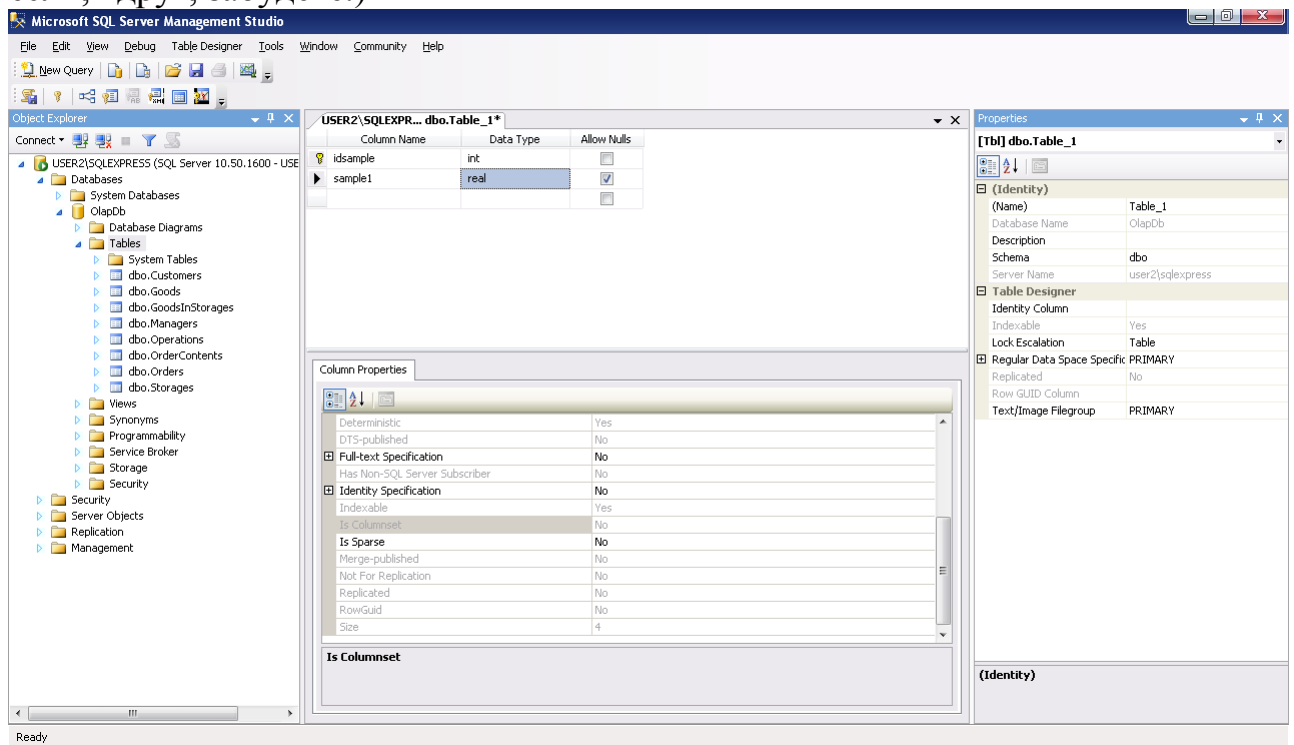 Microsoft SQL Server Management Studio
File Edit View Debug Table Designer Tools Window Community Help
New Query
Object Explorer
Connect
USER2\SQLEXPRESS (SQL Server 10.50.1600 - USE
Databases
System Databases
OlapDb
Database Diagrams
Tables
System Tables
dbo.Customers
dbo.Goods
dbo.GoodsInStorages
dbo.Managers
dbo.Operations
dbo.OrderContents
dbo.Orders
dbo.Storages
Views
Synonyms
Programmability
Service Broker
Storage
Security
Security
Server Objects
Replication
Management
USER2\SQLEXPR... dbo.Table_1*
Column Name Data Type Allow Nulls
idsample int
sample1 real
Column Properties
Deterministic Yes
DTS-published No
Full-text Specification No
Has Non-SQL Server Subscriber No
Identity Specification No
Indexable Yes
Is Columnset No
Is Sparse No
Merge-published No
Not For Replication No
Replicated No
RowGuid No
Size 4
Is Columnset
Properties
[Tbl] dbo.Table_1
(Identity)
(Name) Table_1
Database Name OlapDb
Description
Schema dbo
Server Name user2\sqlexpress
Table Designer
Identity Column
Indexable Yes
Lock Escalation Table
Regular Data Space Specific PRIMARY
Replicated No
Row GUID Column
Text/Image Filegroup PRIMARY
(Identity)
Ready